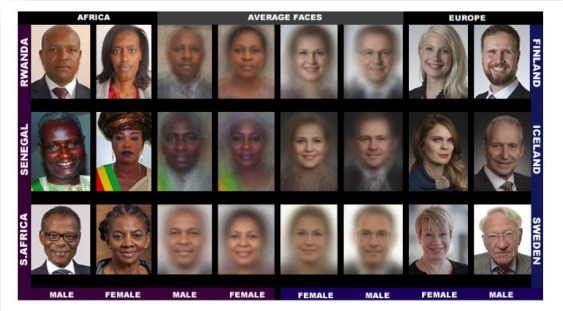 AFRICA AVERAGE FACES EUROPE
RWANDA FINLAND
SENEGAL ICELAND
S.AFRICA SWEDEN
MALE FEMALE MALE FEMALE FEMALE MALE FEMALE MALE